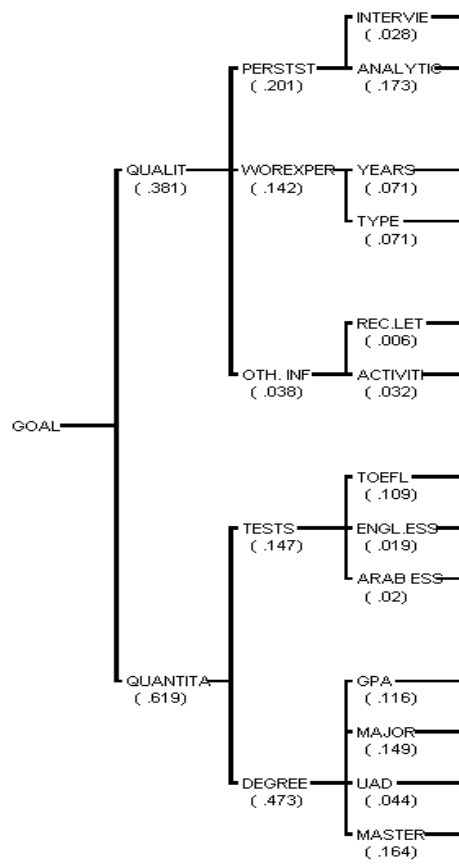 INTERVIE
( .028)
PERSTST ANALYTIC
( .201) ( .173)
QUALIT WOREXPER YEARS
( .381) ( .142) ( .071)
TYPE
( .071)
REC.LET
( .006)
OTH. INF ACTIVITI
( .038) ( .032)
GOAL
TOEFL
( .109)
TESTS ENGL.ESS
( .147) ( .019)
ARAB ESS
( .02)
QUANTITA GPA
( .619) ( .116)
MAJOR
( .149)
DEGREE UAD
( .473) ( .044)
MASTER
( .164)